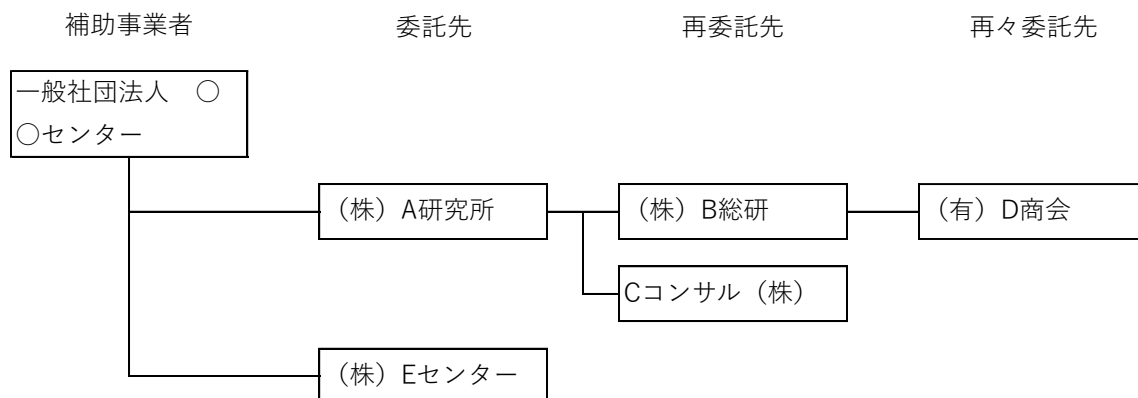 補助事業者 委託先 再委託先 再々委託先
一般社団法人　○
○センター
（株）A研究所 （株）B総研 （有）D商会
Cコンサル（株）
（株）Eセンター